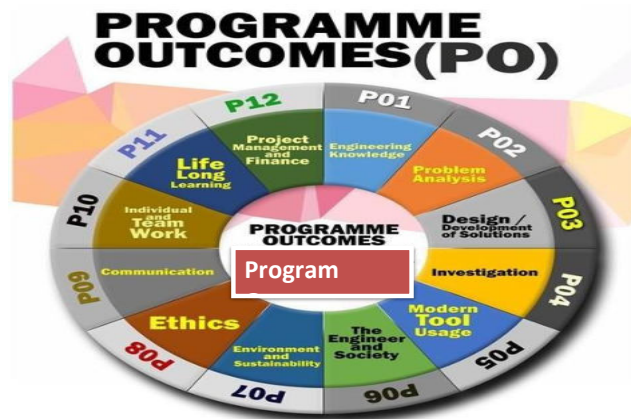 PROGRAMME
OUTCOMES(PO)
P01
Engineering
Knowledge
P02
Problem
Analysis
P03
Design /
Development
of Solutions
P04
Investigation
P05
Modern
Tool
Usage
P06
The
Engineer
and
Society
P07
Environment
and
Sustainability
P08
Ethics
P09
Communication
P10
Individual
and
Team
Work
P11
Life
Long
Learning
P12
Project
Management
and
Finance
PROGRAMME
OUTCOMES
Program